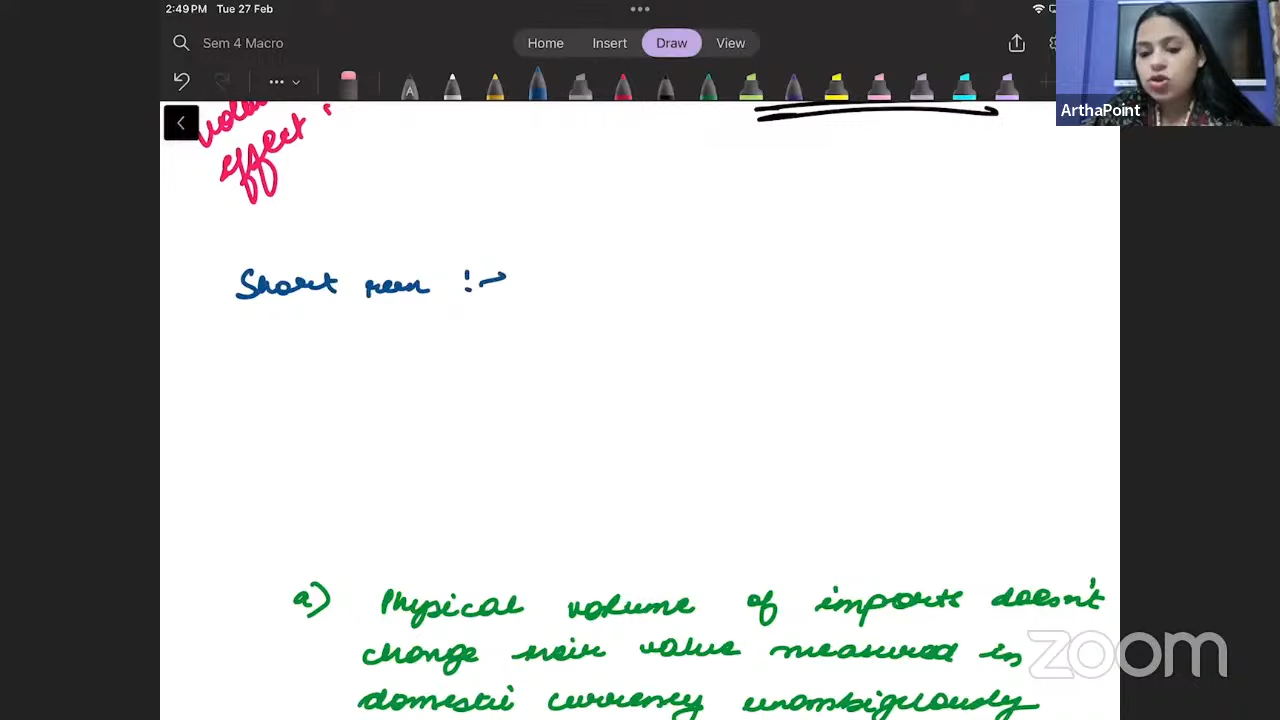 2:49 PM Tue 27 Feb
Sem 4 Macro
Home Insert Draw View
ArthaPoint
effect
Short run :→
a) Physical volume of imports doesn't
change their value measured in
domestic currency unambiguously
zoom